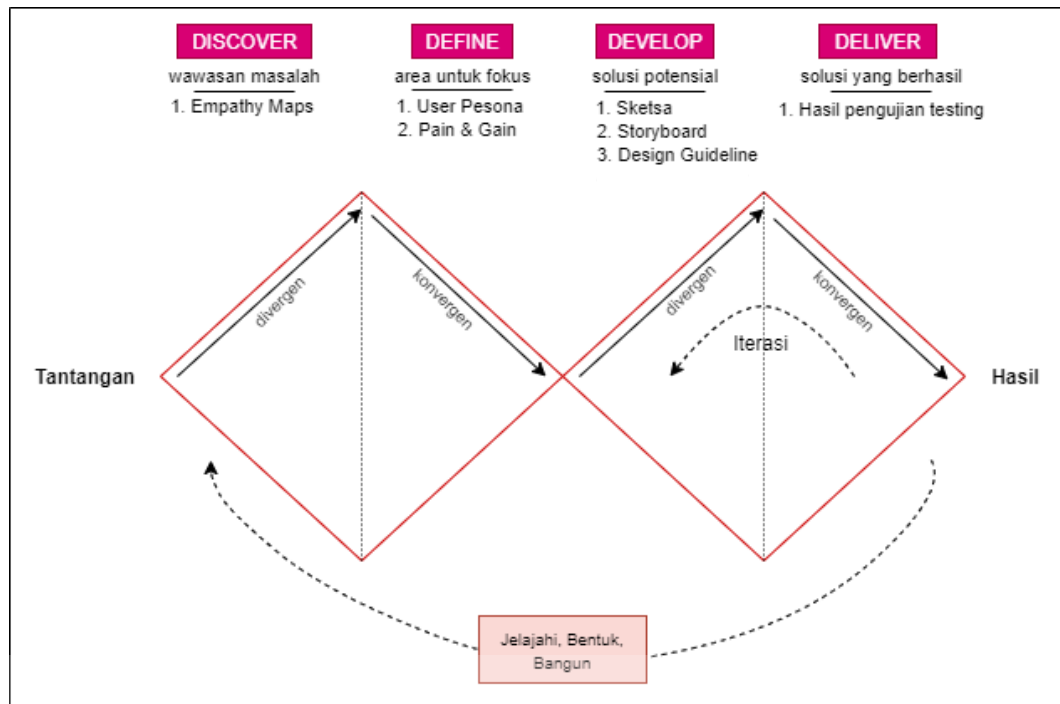 DISCOVER
wawasan masalah
1. Empathy Maps
DEFINE
area untuk fokus
1. User Pesona
2. Pain & Gain
DEVELOP
solusi potensial
1. Sketsa
2. Storyboard
3. Design Guideline
DELIVER
solusi yang berhasil
1. Hasil pengujian testing
divergen
konvergen
divergen
konvergen
Iterasi
Tantangan
Hasil
Jelajahi, Bentuk,
Bangun